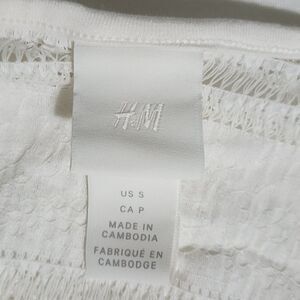 H&M
US S
CA P
MADE IN
CAMBODIA
FABRIQUÉ EN
CAMBODGE